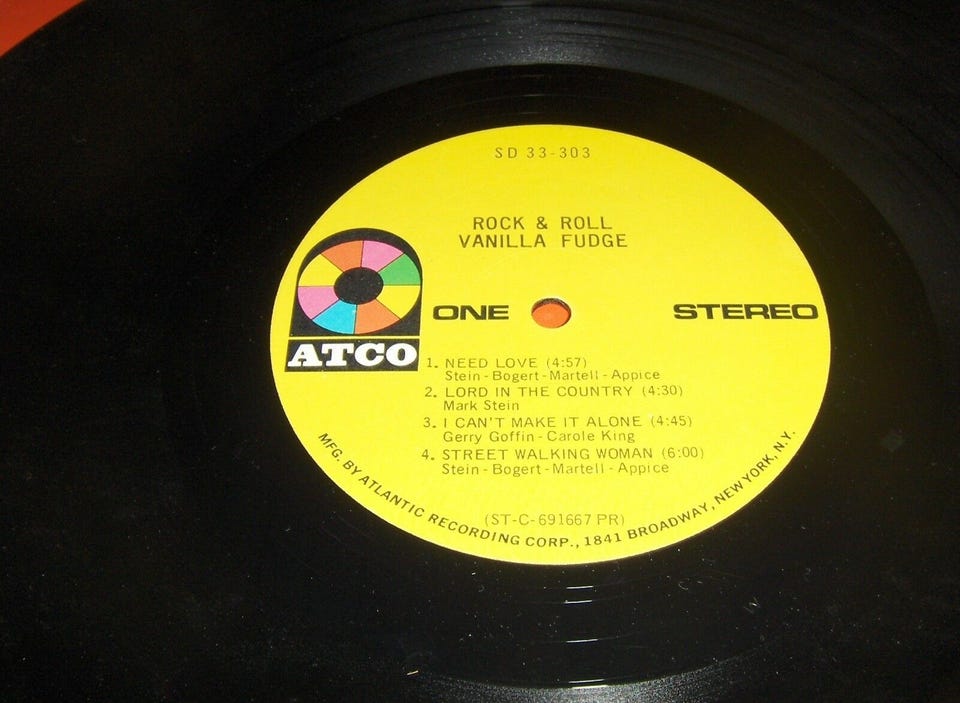 SD 33-303
ROCK & ROLL
VANILLA FUDGE
ONE
STEREO
ATCO
1. NEED LOVE (4:57)
Stein - Bogert - Martell - Appice
2. LORD IN THE COUNTRY (4:30)
Mark Stein
3. I CAN'T MAKE IT ALONE (4:45)
Gerry Goffin - Carole King
4. STREET WALKING WOMAN (6:00)
Stein - Bogert - Martell - Appice
(ST-C-691667 PR)
MFG. BY ATLANTIC RECORDING CORP., 1841 BROADWAY, NEW YORK, N.Y.